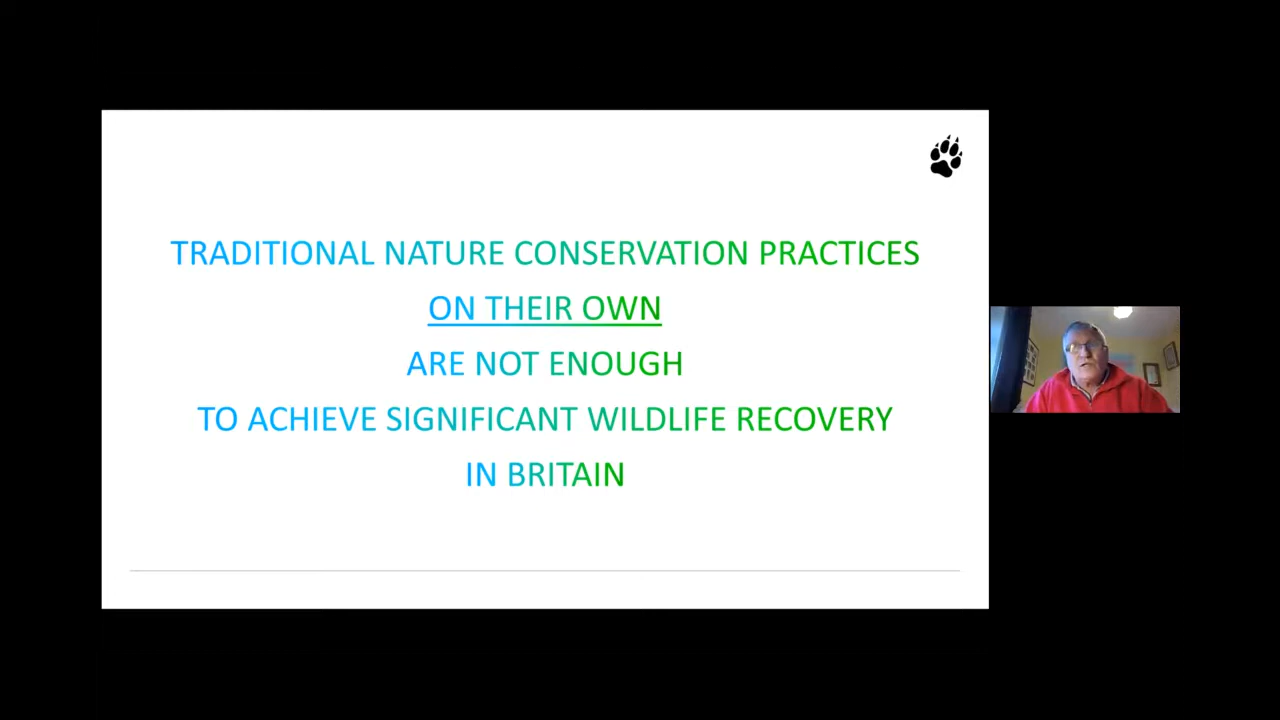 TRADITIONAL NATURE CONSERVATION PRACTICES
ON THEIR OWN
ARE NOT ENOUGH
TO ACHIEVE SIGNIFICANT WILDLIFE RECOVERY
IN BRITAIN